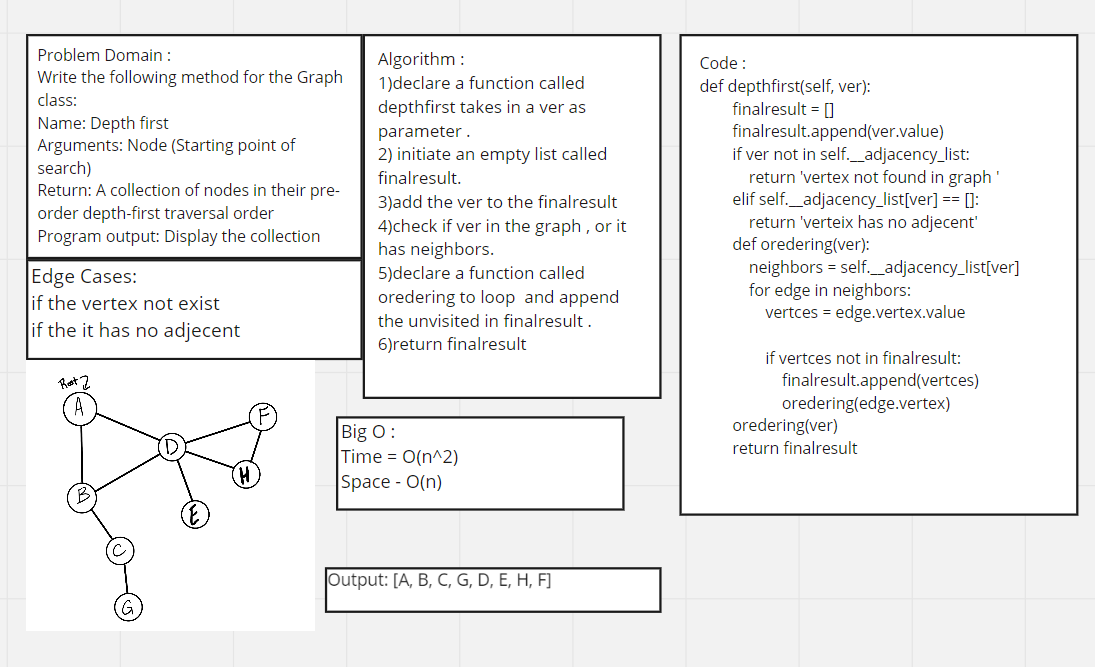 Problem Domain :
Write the following method for the Graph
class:
Name: Depth first
Arguments: Node (Starting point of
search)
Return: A collection of nodes in their pre-
order depth-first traversal order
Program output: Display the collection
Edge Cases:
if the vertex not exist
if the it has no adjecent
Algorithm :
1)declare a function called
depthfirst takes in a ver as
parameter .
2) initiate an empty list called
finalresult.
3)add the ver to the finalresult
4)check if ver in the graph , or it
has neighbors.
5)declare a function called
oredering to loop  and append
the unvisited in finalresult .
6)return finalresult
Code :
def depthfirst(self, ver):
finalresult = []
finalresult.append(ver.value)
if ver not in self.__adjacency_list:
return 'vertex not found in graph '
elif self.__adjacency_list[ver] == []:
return 'verteix has no adjecent'
def oredering(ver):
neighbors = self.__adjacency_list[ver]
for edge in neighbors:
vertces = edge.vertex.value
if vertces not in finalresult:
finalresult.append(vertces)
oredering(edge.vertex)
oredering(ver)
return finalresult
Root
A
F
D
H
B
E
C
G
Big O :
Time = O(n^2)
Space - O(n)
Output: [A, B, C, G, D, E, H, F]